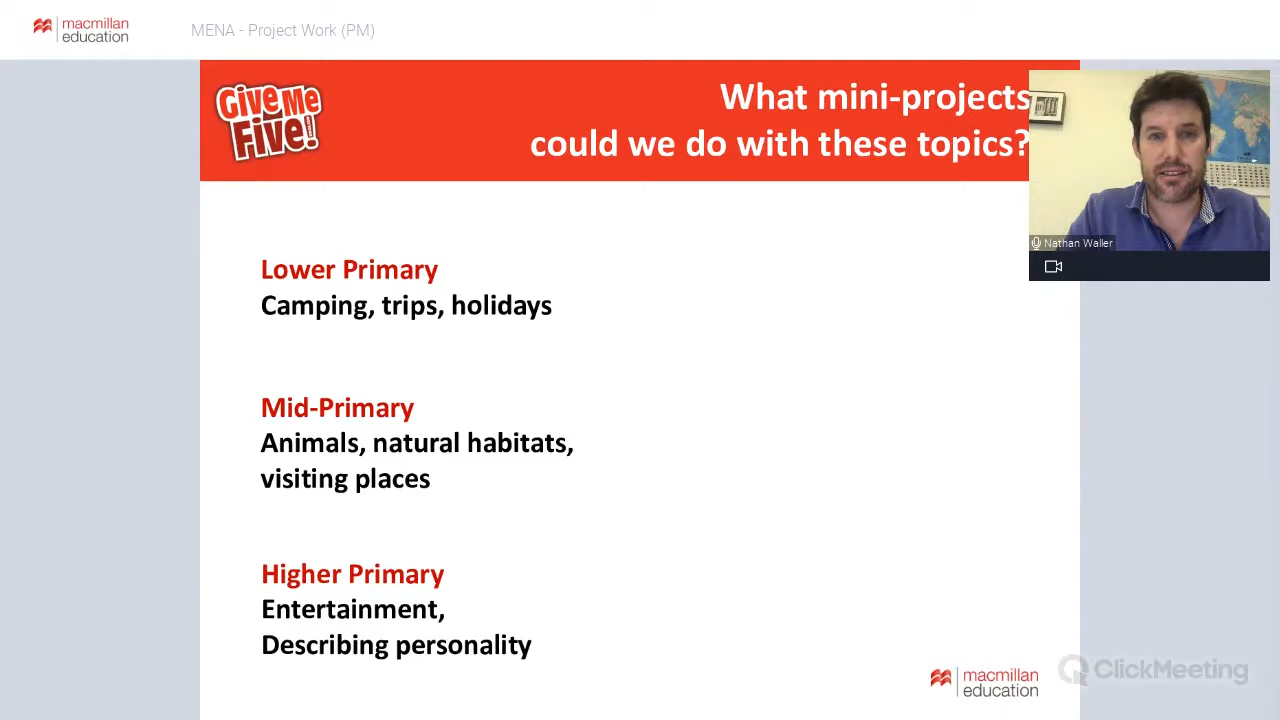 macmillan
education
MENA - Project Work (PM)
Give Me
Five!
What mini-projects
could we do with these topics?
Nathan Waller
Lower Primary
Camping, trips, holidays
Mid-Primary
Animals, natural habitats,
visiting places
Higher Primary
Entertainment,
Describing personality
macmillan
education
ClickMeeting